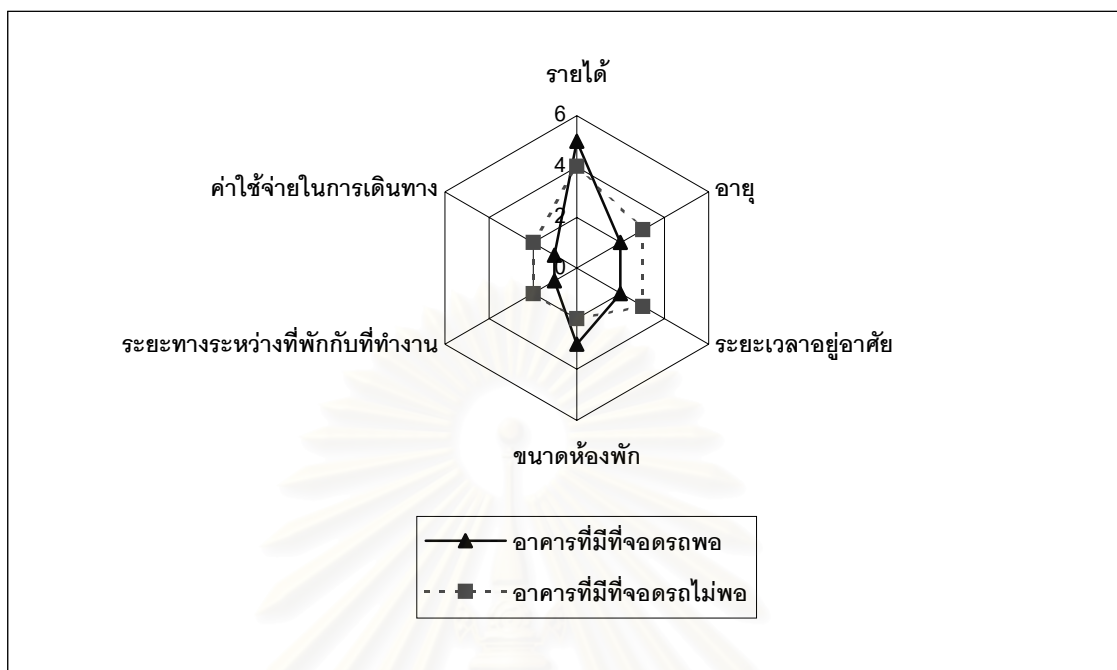 รายได้
6
4
2
0
อายุ
ระยะเวลาอยู่อาศัย
ขนาดห้องพัก
ระยะทางระหว่างที่พักกับที่ทำงาน
ค่าใช้จ่ายในการเดินทาง
อาคารที่มีที่จอดรถพอ
อาคารที่มีที่จอดรถไม่พอ